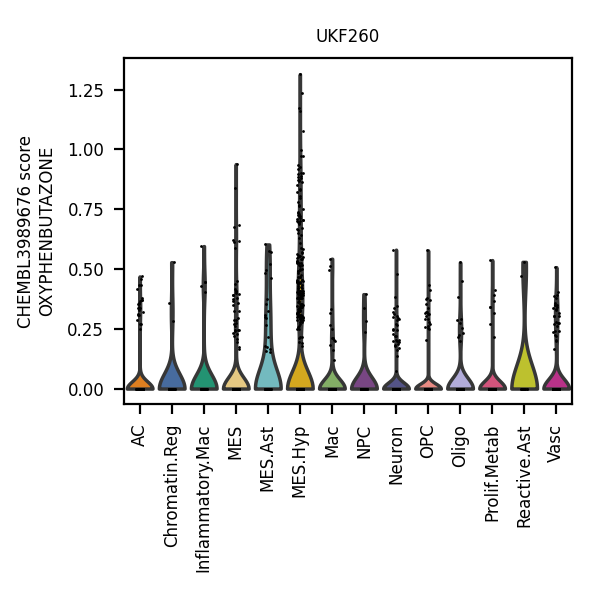 UKF260
CHEMBL3989676 score
OXYPHENBUTAZONE
1.25
1.00
0.75
0.50
0.25
0.00
AC
Chromatin.Reg
Inflammatory.Mac
MES
MES.Ast
MES.Hyp
Mac
NPC
Neuron
OPC
Oligo
Prolif.Metab
Reactive.Ast
Vasc